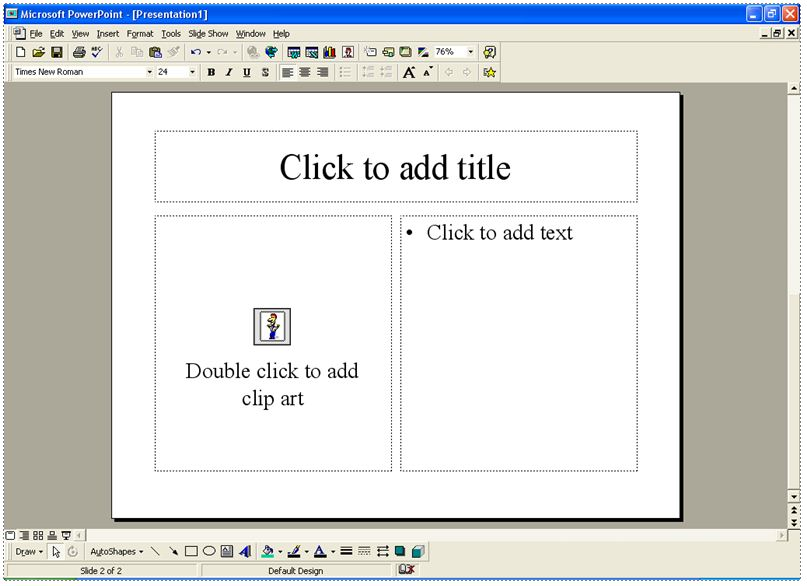 Microsoft PowerPoint - [Presentation1]
File Edit View Insert Format Tools Slide Show Window Help
76%
Times New Roman 24 B I U S A A
Click to add title
• Click to add text
Double click to add
clip art
Draw AutoShapes A A
Slide 2 of 2 Default Design